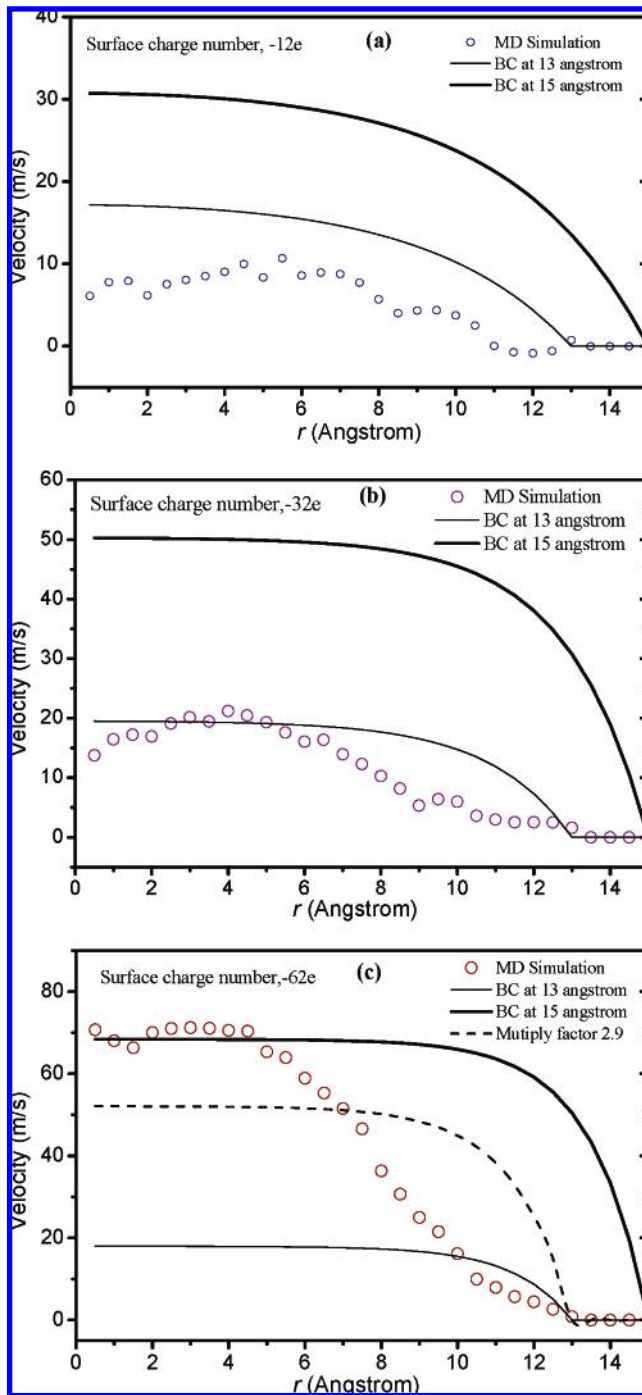 Surface charge number, -12e
(a)
MD Simulation
BC at 13 angstrom
BC at 15 angstrom
Velocity (m/s)
40
30
20
10
0
0 2 4 6 8 10 12 14
r (Angstrom)
Surface charge number,-32e
(b)
MD Simulation
BC at 13 angstrom
BC at 15 angstrom
Velocity (m/s)
60
50
40
30
20
10
0
0 2 4 6 8 10 12 14
r (Angstrom)
Surface charge number,-62e
(c)
MD Simulation
BC at 13 angstrom
BC at 15 angstrom
Mutiply factor 2.9
Velocity (m/s)
80
60
40
20
0
0 2 4 6 8 10 12 14
r (Angstrom)